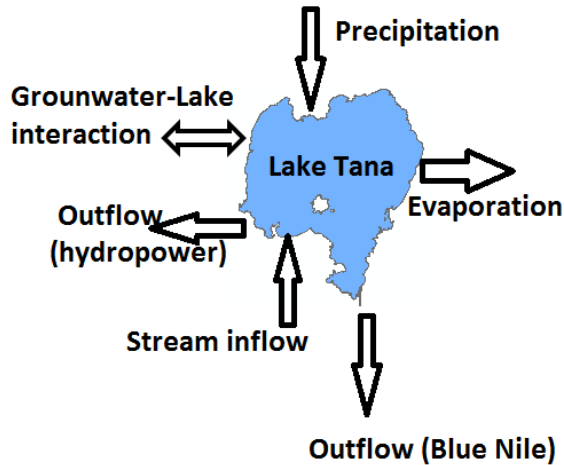 Precipitation
Grounwater-Lake
interaction
Lake Tana
Evaporation
Outflow
(hydropower)
Stream inflow
Outflow (Blue Nile)